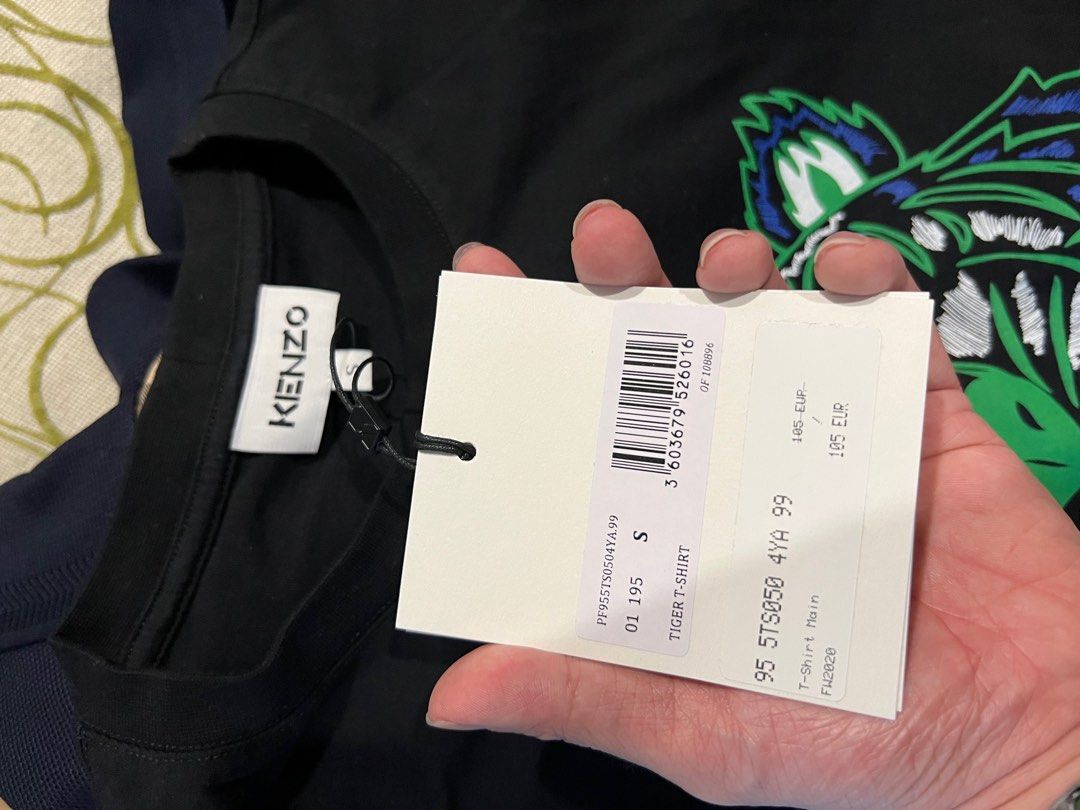 KENZO
S
PF955TS0504YA.99
01 195 S
TIGER T-SHIRT
3 603679 526016
OF 108896
95 5TS050 4YA 99
T-Shirt Main
FW2020
105 EUR
/
105 EUR